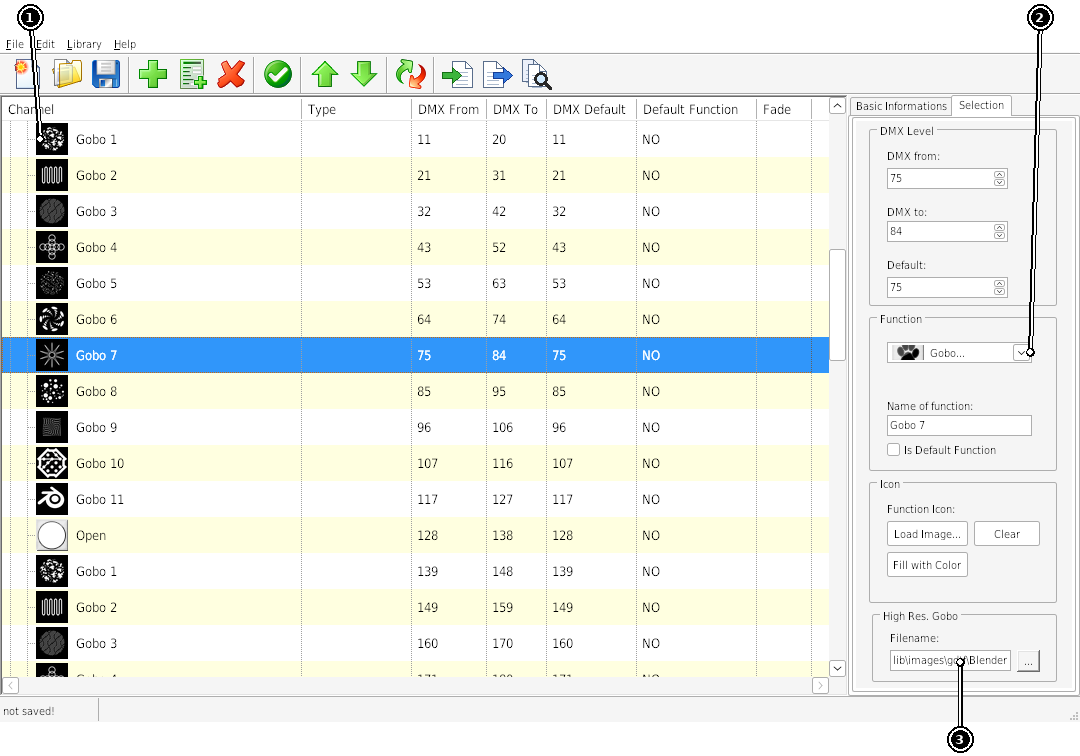 1 2
File Edit Library Help
Channel Type DMX From DMX To DMX Default Default Function Fade
Gobo 1 11 20 11 NO
Gobo 2 21 31 21 NO
Gobo 3 32 42 32 NO
Gobo 4 43 52 43 NO
Gobo 5 53 63 53 NO
Gobo 6 64 74 64 NO
Gobo 7 75 84 75 NO
Gobo 8 85 95 85 NO
Gobo 9 96 106 96 NO
Gobo 10 107 116 107 NO
Gobo 11 117 127 117 NO
Open 128 138 128 NO
Gobo 1 139 148 139 NO
Gobo 2 149 159 149 NO
Gobo 3 160 170 160 NO
Basic Informations Selection
DMX Level
DMX from:
75
DMX to:
84
Default:
75
Function
Gobo...
Name of function:
Gobo 7
Is Default Function
Icon
Function Icon:
Load Image... Clear
Fill with Color
High Res. Gobo
Filename:
...
not saved!
3